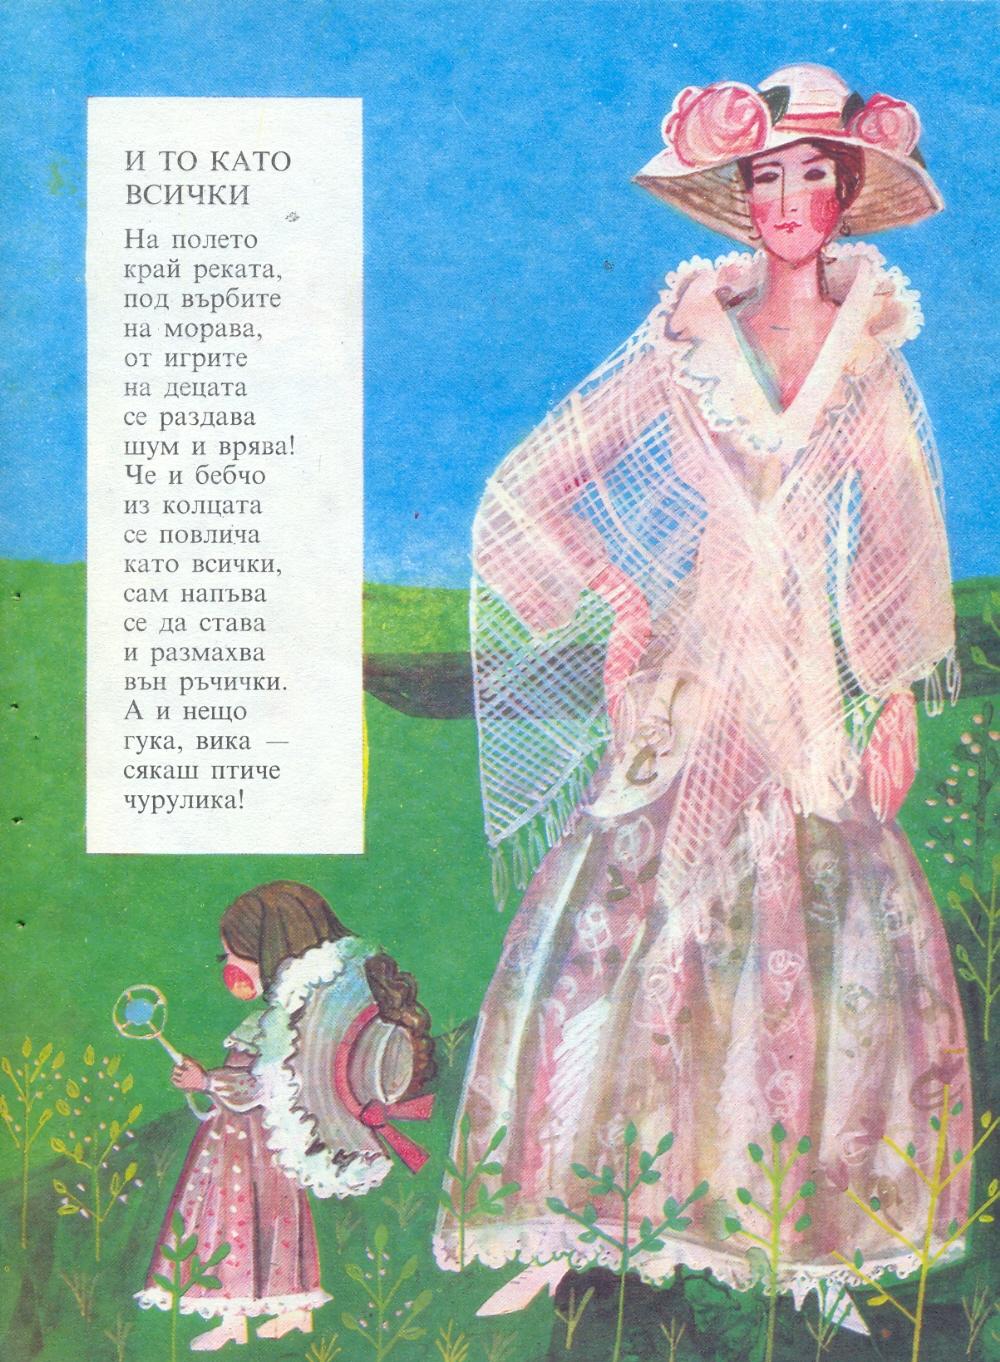 И ТО КАТО
ВСИЧКИ
На полето
край реката,
под върбите
на морава,
от игрите
на децата
се раздава
шум и врява!
Че и бебчо
из колцата
се повлича
като всички,
сам напъва
се да става
и размахва
вън ръчички.
А и нещо
гука, вика —
сякаш птиче
чурулика!